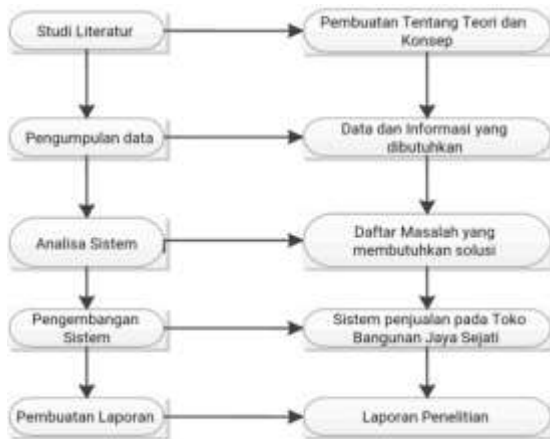 Studi Literatur
Pembuatan Tentang Teori dan
Konsep
Pengumpulan data
Data dan Informasi yang
dibutuhkan
Analisa Sistem
Daftar Masalah yang
membutuhkan solusi
Pengembangan
Sistem
Sistem penjualan pada Toko
Bangunan Jaya Sejati
Pembuatan Laporan
Laporan Penelitian